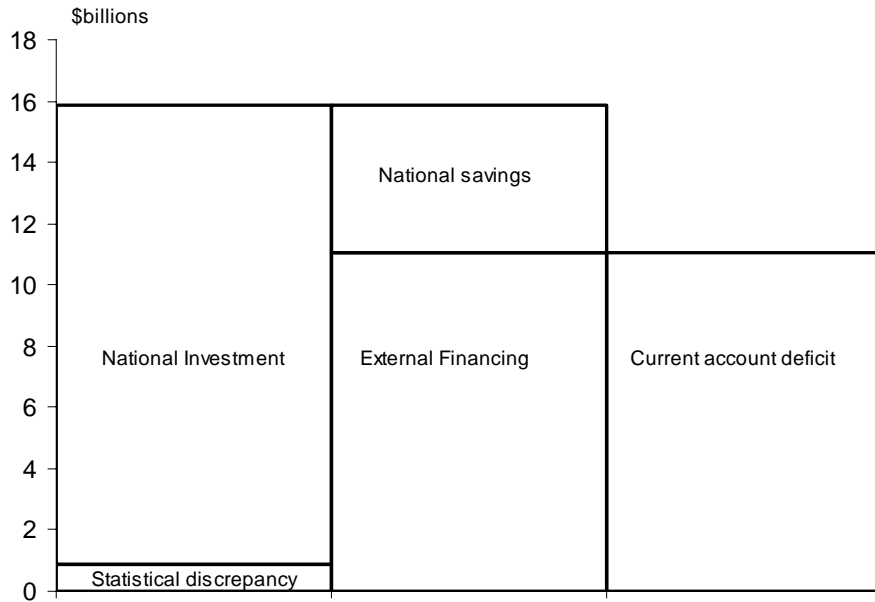 $billions
18
16
14
National savings
12
10
8
National Investment
External Financing
Current account deficit
6
4
2
Statistical discrepancy
0